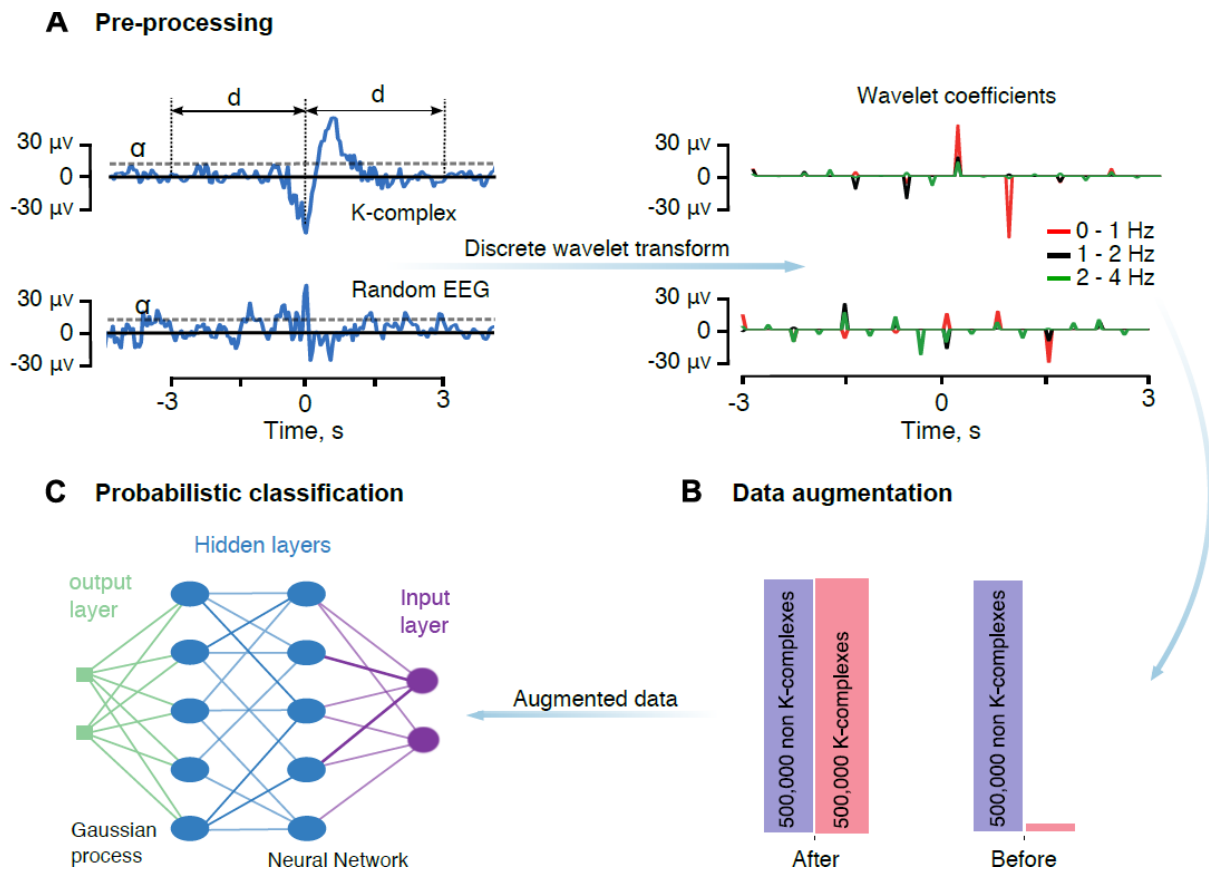 A Pre-processing
d d
30 µv
α
0
-30 µv
K-complex
Wavelet coefficients
30 µv
0
-30 µv
0 - 1 Hz
1 - 2 Hz
2 - 4 Hz
Discrete wavelet transform
30 µv
α
0
-30 µv
Random EEG
-3 0 3
Time, s
30 µv
0
-30 µv
-3 0 3
Time, s
C Probabilistic classification
Hidden layers
output
layer
Input
layer
Gaussian
process
Neural Network
Augmented data
B Data augmentation
500,000 non K-complexes
500,000 K-complexes
500,000 non K-complexes
After Before